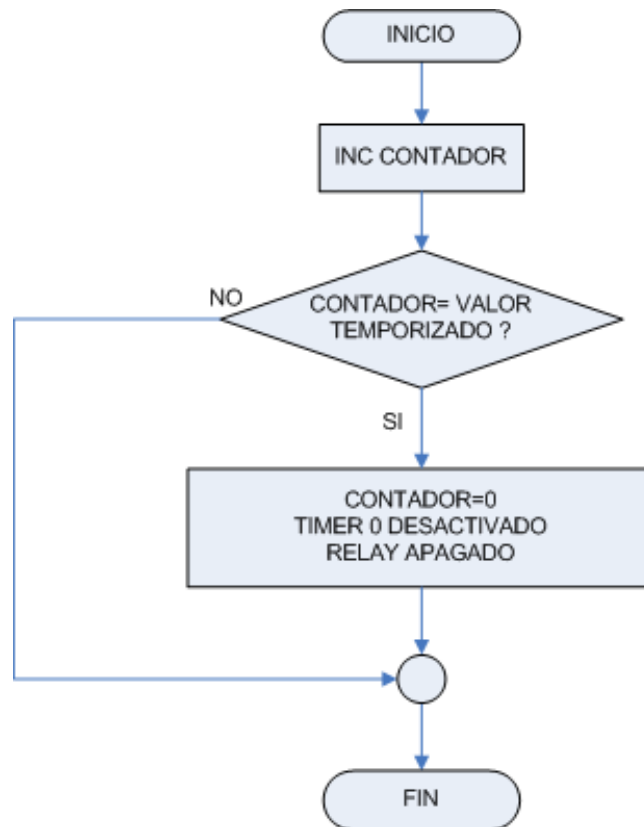 INICIO
INC CONTADOR
NO
CONTADOR= VALOR
TEMPORIZADO ?
SI
CONTADOR=0
TIMER 0 DESACTIVADO
RELAY APAGADO
FIN